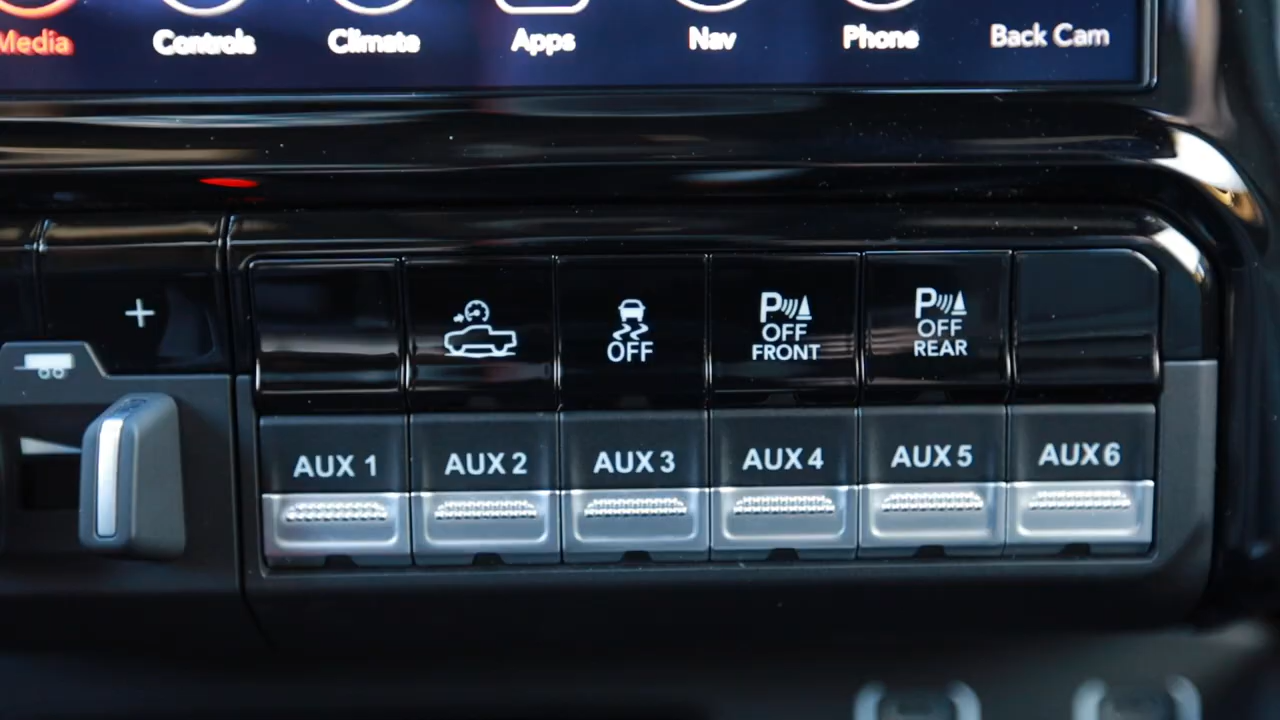 Media Controls Climate Apps Nav Phone Back Cam
+
OFF
P
OFF
FRONT
P
OFF
REAR
AUX 1 AUX 2 AUX 3 AUX 4 AUX 5 AUX 6